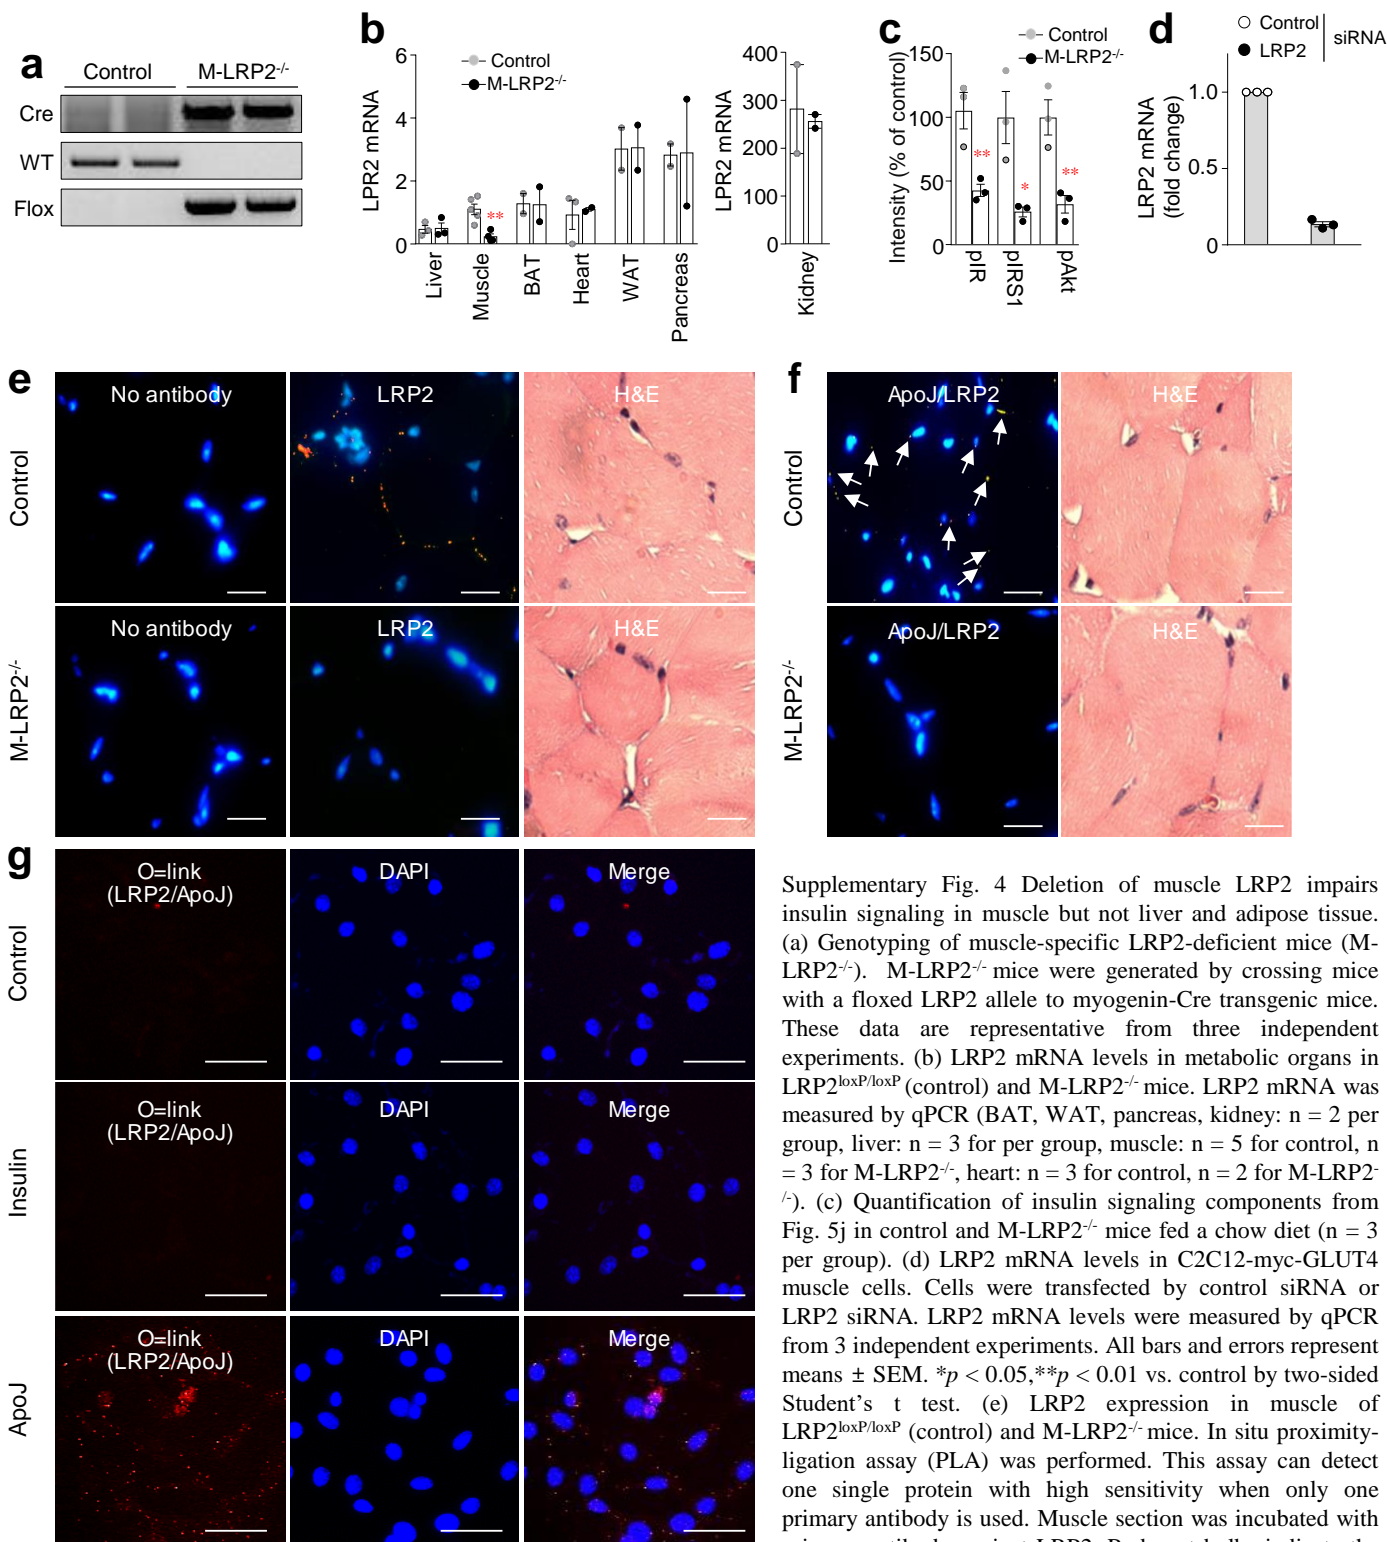 a
Control M-LRP2-/-
Cre
WT
Flox
b
LPR2 mRNA
6
4
2
0
Control
M-LRP2-/-
**
Liver
Muscle
BAT
Heart
WAT
Pancreas
LPR2 mRNA
400
300
200
100
0
Kidney
c
Control
M-LRP2-/-
Intensity (% of control)
150
100
50
0
**
*
**
pIR
pIRS1
pAkt
d
Control
LRP2
siRNA
LRP2 mRNA
(fold change)
1.0
0.5
0
e
Control
No antibody
LRP2
H&E
M-LRP2-/-
No antibody
LRP2
H&E
f
Control
ApoJ/LRP2
H&E
M-LRP2-/-
ApoJ/LRP2
H&E
g
Control
O=link
(LRP2/ApoJ)
DAPI
Merge
Insulin
O=link
(LRP2/ApoJ)
DAPI
Merge
ApoJ
O=link
(LRP2/ApoJ)
DAPI
Merge
Supplementary Fig. 4 Deletion of muscle LRP2 impairs
insulin signaling in muscle but not liver and adipose tissue.
(a) Genotyping of muscle-specific LRP2-deficient mice (M-
LRP2-/-). M-LRP2-/- mice were generated by crossing mice
with a floxed LRP2 allele to myogenin-Cre transgenic mice.
These data are representative from three independent
experiments. (b) LRP2 mRNA levels in metabolic organs in
LRP2loxP/loxP (control) and M-LRP2-/- mice. LRP2 mRNA was
measured by qPCR (BAT, WAT, pancreas, kidney: n = 2 per
group, liver: n = 3 for per group, muscle: n = 5 for control, n
= 3 for M-LRP2-/-, heart: n = 3 for control, n = 2 for M-LRP2-
/-). (c) Quantification of insulin signaling components from
Fig. 5j in control and M-LRP2-/- mice fed a chow diet (n = 3
per group). (d) LRP2 mRNA levels in C2C12-myc-GLUT4
muscle cells. Cells were transfected by control siRNA or
LRP2 siRNA. LRP2 mRNA levels were measured by qPCR
from 3 independent experiments. All bars and errors represent
means ± SEM. *p < 0.05,**p < 0.01 vs. control by two-sided
Student's t test. (e) LRP2 expression in muscle of
LRP2loxP/loxP (control) and M-LRP2-/- mice. In situ proximity-
ligation assay (PLA) was performed. This assay can detect
one single protein with high sensitivity when only one
primary antibody is used. Muscle section was incubated with